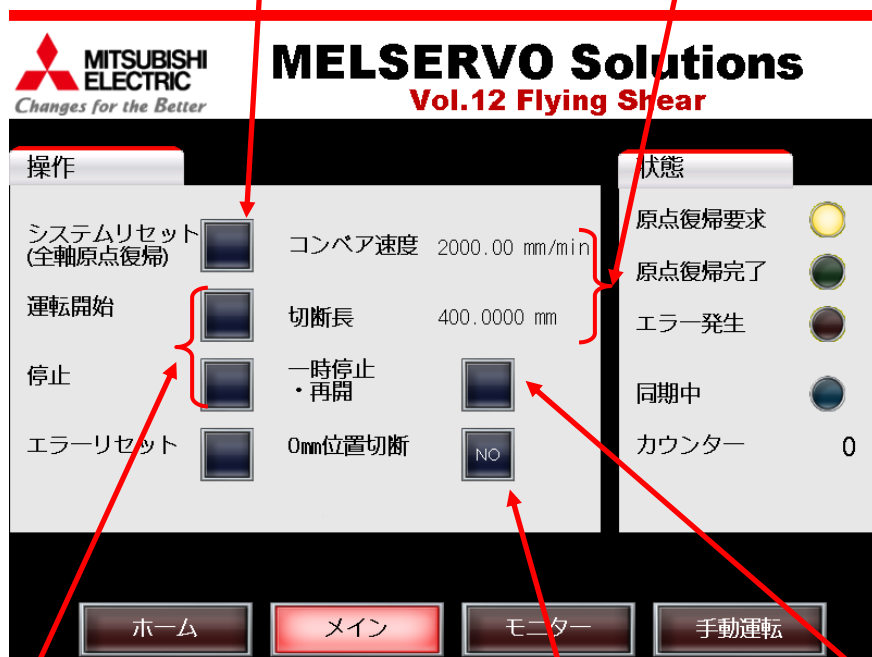 MITSUBISHI
ELECTRIC
Changes for the Better
MELSERVO Solutions
Vol.12 Flying Shear
操作
システムリセット
(全軸原点復帰)
運転開始
停止
エラーリセット
コンベア速度 2000.00 mm/min
切断長 400.0000 mm
一時停止
・再開
0mm位置切断 NO
状態
原点復帰要求
原点復帰完了
エラー発生
同期中
カウンター 0
ホーム メイン モニター 手動運転